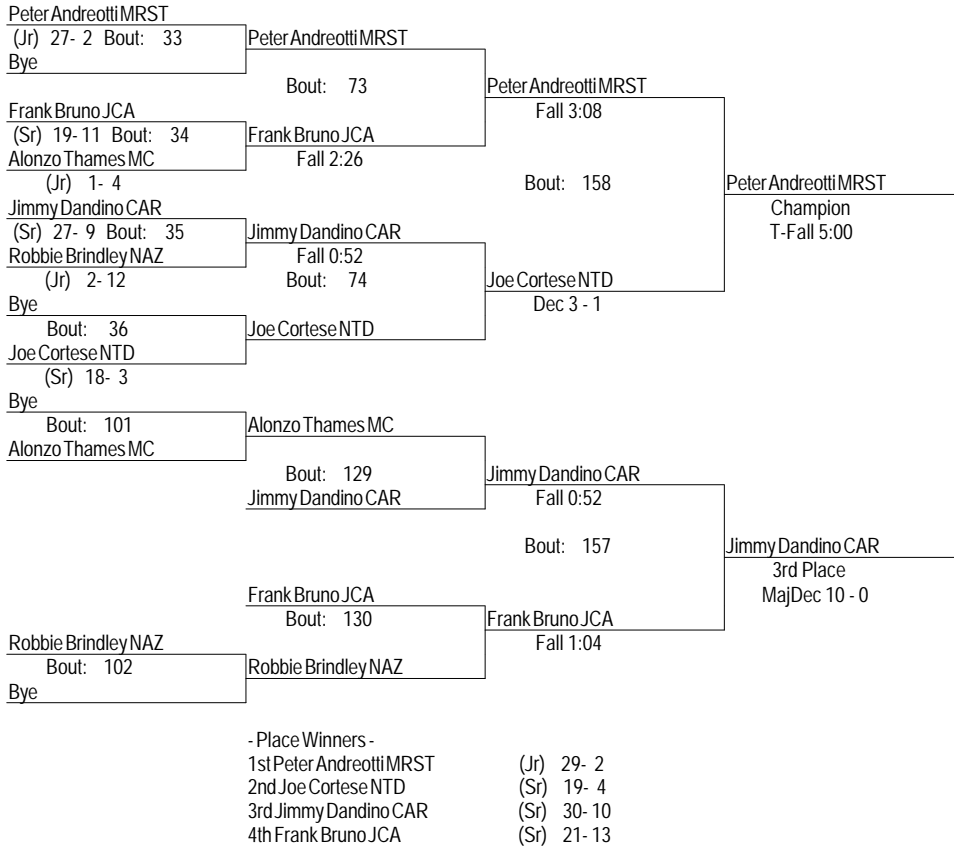 Peter Andreotti MRST
(Jr) 27- 2 Bout: 33
Peter Andreotti MRST
Bye
Bout: 73
Peter Andreotti MRST
Frank Bruno JCA
Fall 3:08
(Sr) 19- 11 Bout: 34
Frank Bruno JCA
Alonzo Thames MC
Fall 2:26
(Jr) 1- 4
Bout: 158
Peter Andreotti MRST
Jimmy Dandino CAR
Champion
(Sr) 27- 9 Bout: 35
Jimmy Dandino CAR
T-Fall 5:00
Robbie Brindley NAZ
Fall 0:52
(Jr) 2- 12
Bout: 74
Joe Cortese NTD
Bye
Dec 3 - 1
Bout: 36
Joe Cortese NTD
Joe Cortese NTD
(Sr) 18- 3
Bye
Bout: 101
Alonzo Thames MC
Alonzo Thames MC
Bout: 129
Jimmy Dandino CAR
Jimmy Dandino CAR
Fall 0:52
Bout: 157
Jimmy Dandino CAR
3rd Place
Frank Bruno JCA
MajDec 10 - 0
Bout: 130
Frank Bruno JCA
Robbie Brindley NAZ
Fall 1:04
Bout: 102
Robbie Brindley NAZ
Bye
- Place Winners -
1st Peter Andreotti MRST (Jr) 29- 2
2nd Joe Cortese NTD (Sr) 19- 4
3rd Jimmy Dandino CAR (Sr) 30- 10
4th Frank Bruno JCA (Sr) 21- 13